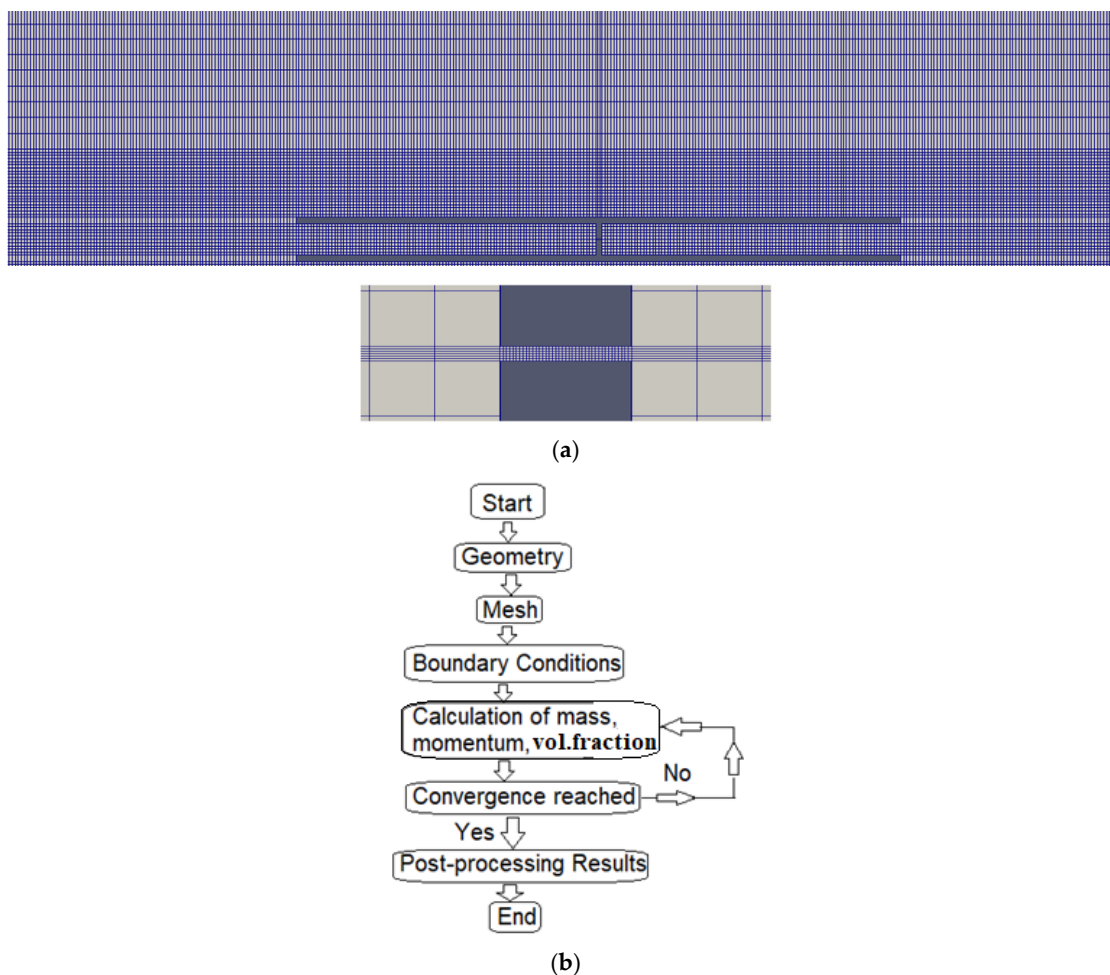 (a)
Start
Geometry
Mesh
Boundary Conditions
Calculation of mass,
momentum, vol.fraction
No
Convergence reached
Yes
Post-processing Results
End
(b)